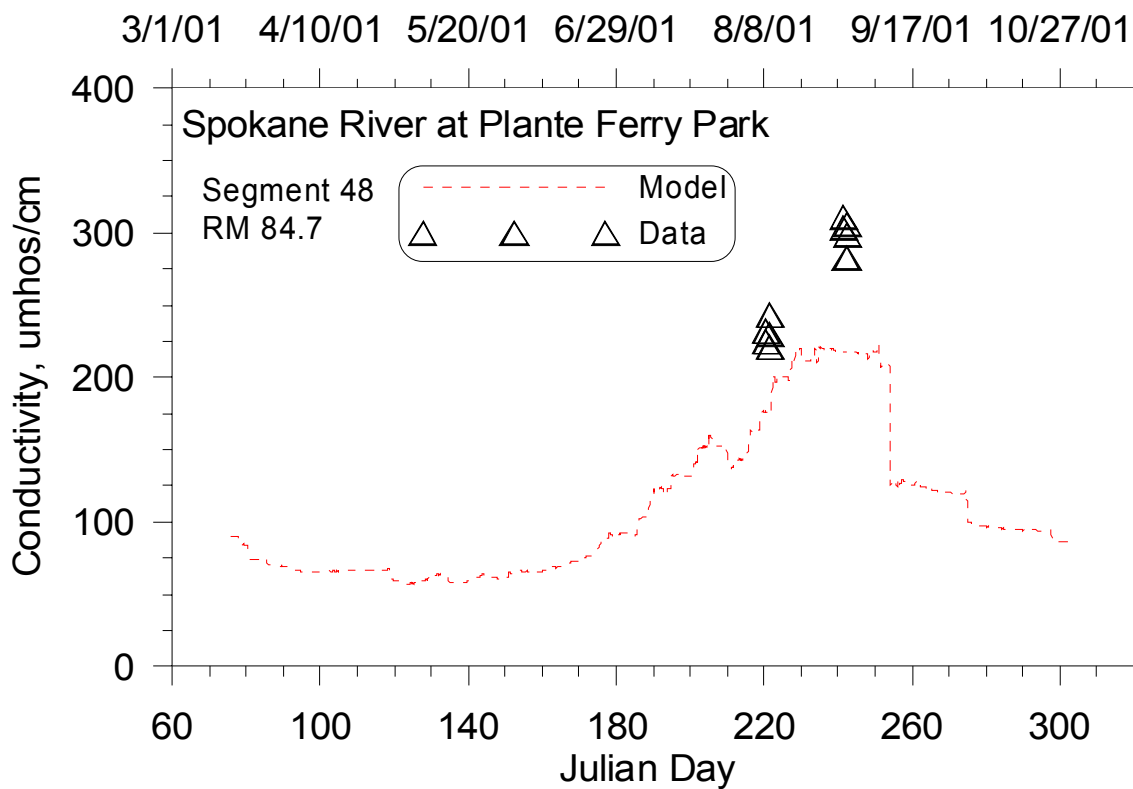 3/1/01 4/10/01 5/20/01 6/29/01 8/8/01 9/17/01 10/27/01
400
300
200
100
0
Conductivity, umhos/cm
Spokane River at Plante Ferry Park
Segment 48
RM 84.7
Model
Data
60 100 140 180 220 260 300
Julian Day